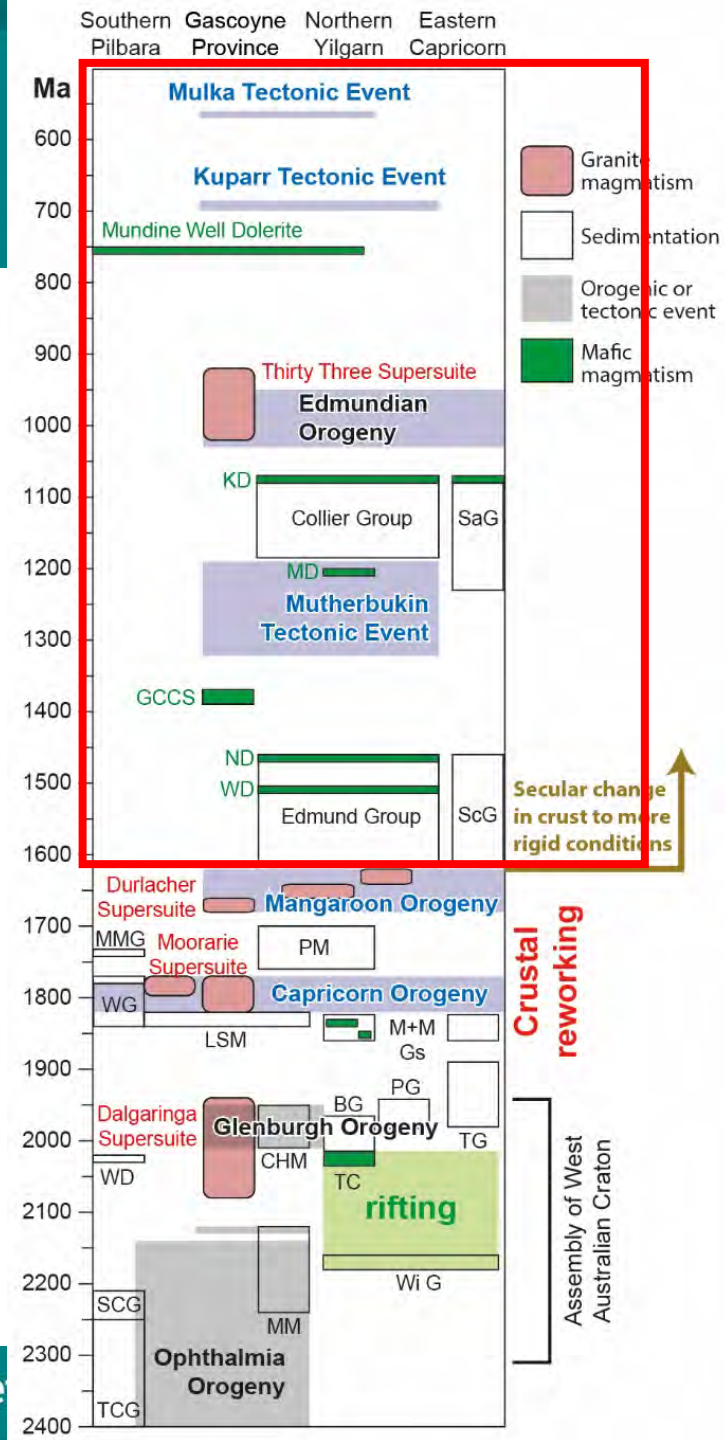 Southern Gascoyne Northern Eastern
Pilbara Province Yilgarn Capricorn
Ma
Mulka Tectonic Event
600
Granite
magmatism
Kuparr Tectonic Event
700
Mundine Well Dolerite
Sedimentation
800
Orogenic or
tectonic event
900
Mafic
magmatism
Thirty Three Supersuite
Edmundian
Orogeny
1000
KD
1100
Collier Group
SaG
1200
MD
Mutherbukin
Tectonic Event
1300
GCCS
1400
ND
1500
WD
Edmund Group
ScG
Secular change
in crust to more
rigid conditions
1600
Durlacher
Supersuite
Mangaroon Orogeny
1700
MMG
Moorarie
Supersuite
PM
1800
WG
Capricorn Orogeny
LSM
M+M
Gs
Crustal
reworking
1900
PG
BG
Dalgaringa
Supersuite
Glenburgh Orogeny
2000
TG
WD
CHM
TC
2100
rifting
2200
Wi G
SCG
MM
2300
Ophthalmia
Orogeny
Assembly of West
Australian Craton
TCG
2400